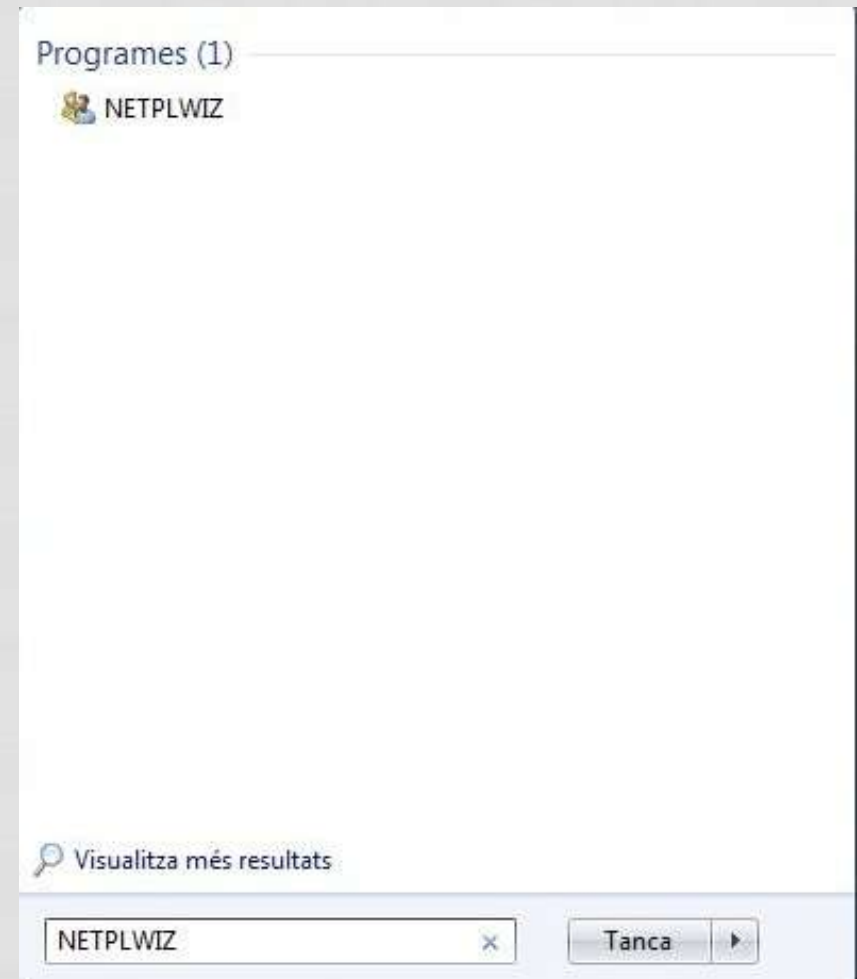 Programes (1)
NETPLWIZ
Visualitza més resultats
NETPLWIZ
Tanca